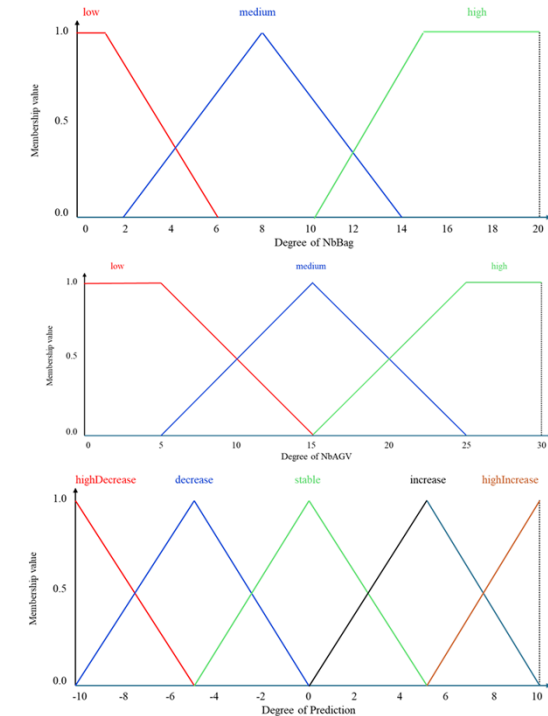 low medium high
1.0
0.5
0.0
Membership value
0 2 4 6 8 10 12 14 16 18 20
Degree of NbBag
low medium high
1.0
0.5
0.0
Membership value
0 5 10 15 20 25 30
Degree of NbAGV
highDecrease decrease stable increase highIncrease
1.0
0.5
0.0
Membership value
-10 -8 -6 -4 -2 0 2 4 6 8 10
Degree of Prediction